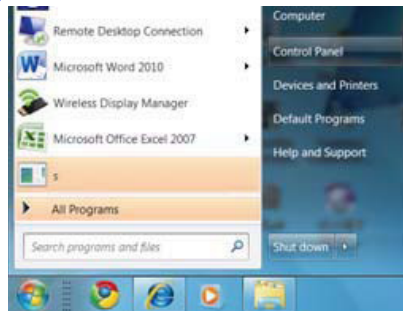 Remote Desktop Connection
Microsoft Word 2010
Wireless Display Manager
Microsoft Office Excel 2007
s
All Programs
Search programs and files
Computer
Control Panel
Devices and Printers
Default Programs
Help and Support
Shut down